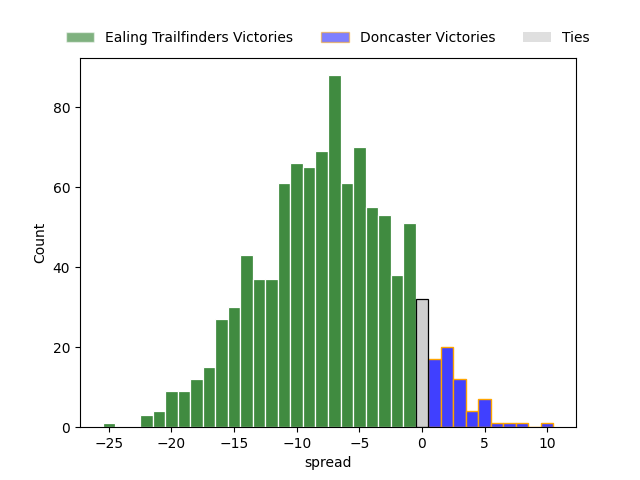 Ealing Trailfinders Victories Doncaster Victories Ties
80
60
40
20
0
Count
−25 −20 −15 −10 −5 0 5 10
spread